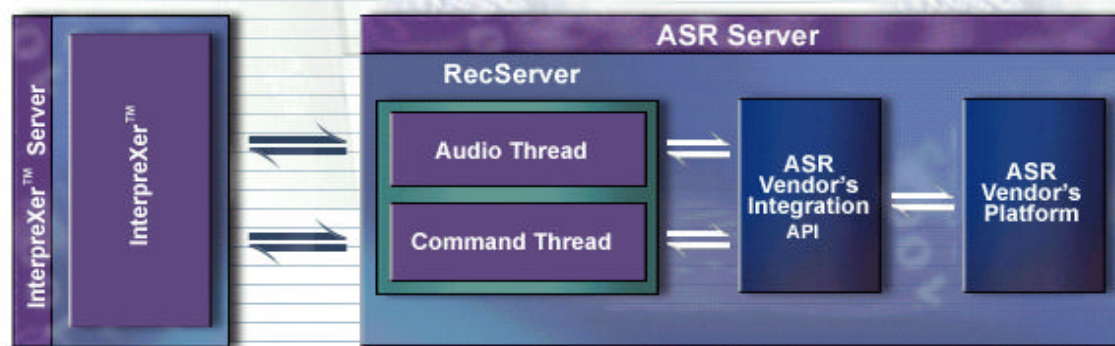 InterpreXer™ Server
InterpreXer™
ASR Server
RecServer
Audio Thread
Command Thread
ASR
Vendor's
Integration
API
ASR
Vendor's
Platform